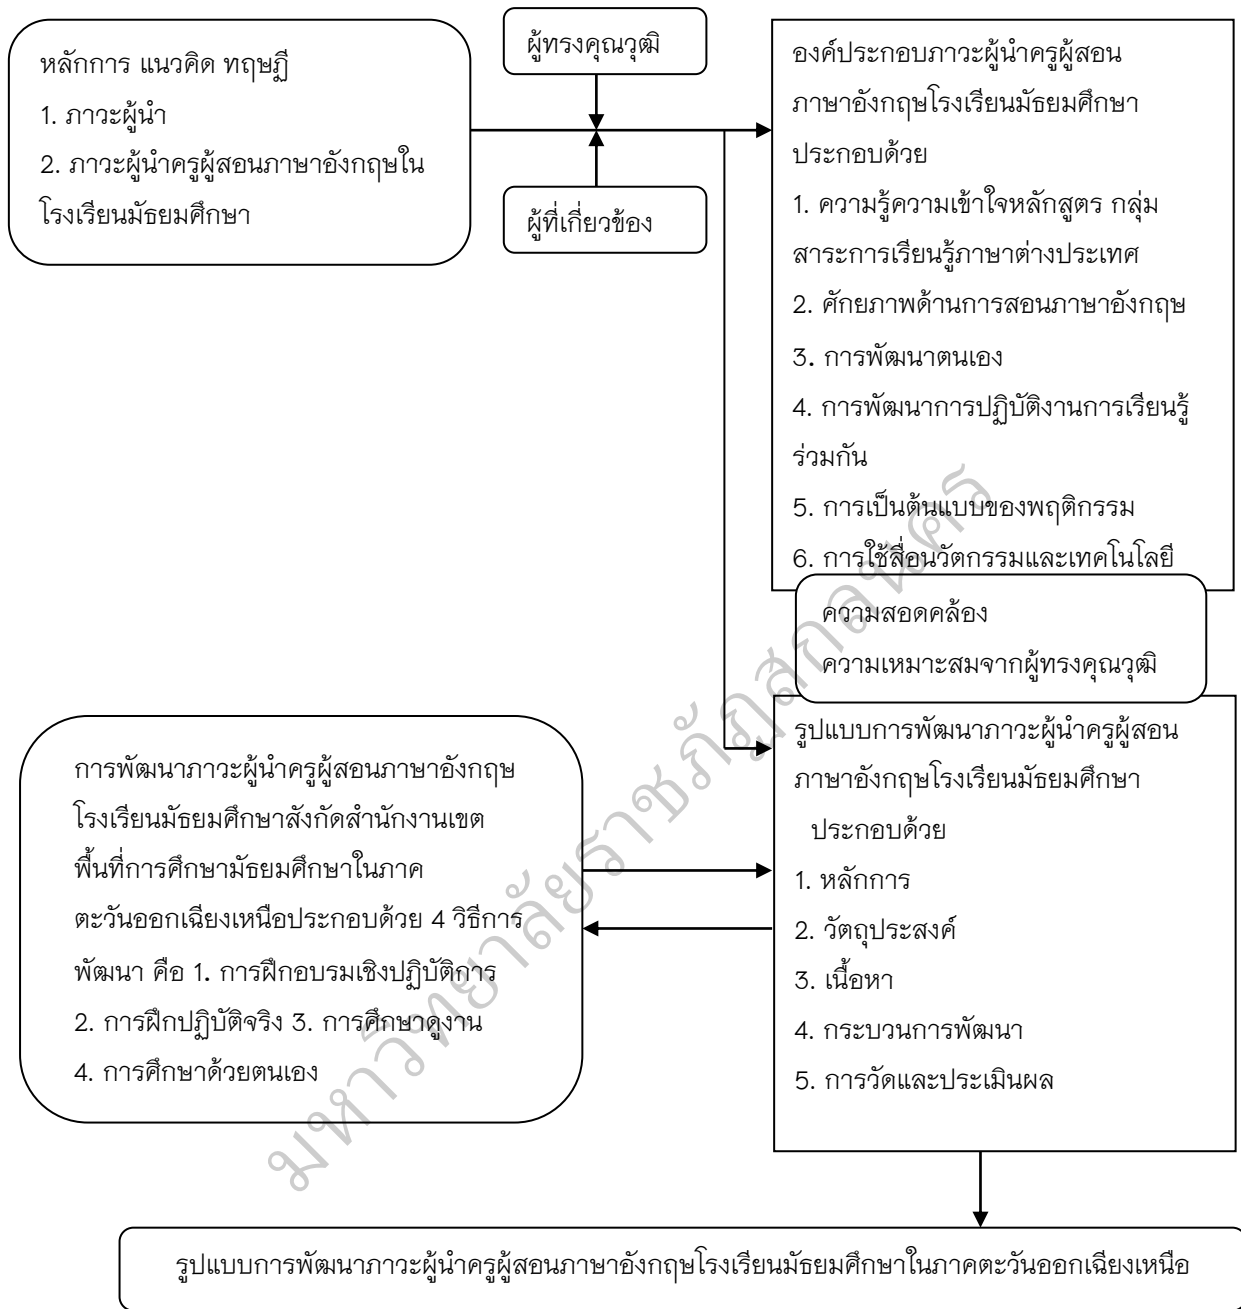 หลักการ แนวคิด ทฤษฏี
1. ภาวะผู้นำ
2. ภาวะผู้นำครูผู้สอนภาษาอังกฤษใน
โรงเรียนมัธยมศึกษา
ผู้ทรงคุณวุฒิ
ผู้ที่เกี่ยวข้อง
องค์ประกอบภาวะผู้นำครูผู้สอน
ภาษาอังกฤษโรงเรียนมัธยมศึกษา
ประกอบด้วย
1. ความรู้ความเข้าใจหลักสูตร กลุ่ม
สาระการเรียนรู้ภาษาต่างประเทศ
2. ศักยภาพด้านการสอนภาษาอังกฤษ
3. การพัฒนาตนเอง
4. การพัฒนาการปฏิบัติงานการเรียนรู้
ร่วมกัน
5. การเป็นต้นแบบของพฤติกรรม
6. การใช้สื่อนวัตกรรมและเทคโนโลยี
ความสอดคล้อง
ความเหมาะสมจากผู้ทรงคุณวุฒิ
รูปแบบการพัฒนาภาวะผู้นำครูผู้สอน
ภาษาอังกฤษโรงเรียนมัธยมศึกษา
ประกอบด้วย
1. หลักการ
2. วัตถุประสงค์
3. เนื้อหา
4. กระบวนการพัฒนา
5. การวัดและประเมินผล
การพัฒนาภาวะผู้นำครูผู้สอนภาษาอังกฤษ
โรงเรียนมัธยมศึกษาสังกัดสำนักงานเขต
พื้นที่การศึกษามัธยมศึกษาในภาค
ตะวันออกเฉียงเหนือประกอบด้วย 4 วิธีการ
พัฒนา คือ 1. การฝึกอบรมเชิงปฏิบัติการ
2. การฝึกปฏิบัติจริง 3. การศึกษาดูงาน
4. การศึกษาด้วยตนเอง
รูปแบบการพัฒนาภาวะผู้นำครูผู้สอนภาษาอังกฤษโรงเรียนมัธยมศึกษาในภาคตะวันออกเฉียงเหนือ
มหาวิทยาลัยราชภัฏสกลนคร